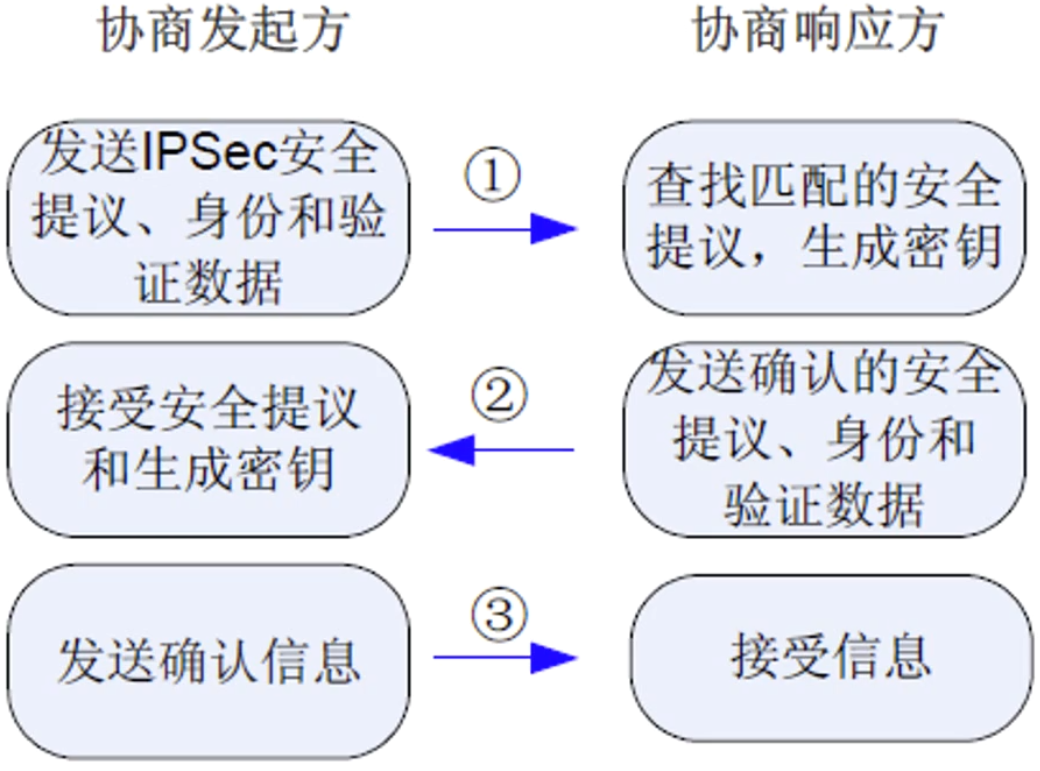 协商发起方
协商响应方
发送IPSec安全
提议、身份和验
证数据
①
查找匹配的安全
提议，生成密钥
接受安全提议
和生成密钥
②
发送确认的安全
提议、身份和
验证数据
发送确认信息
③
接受信息